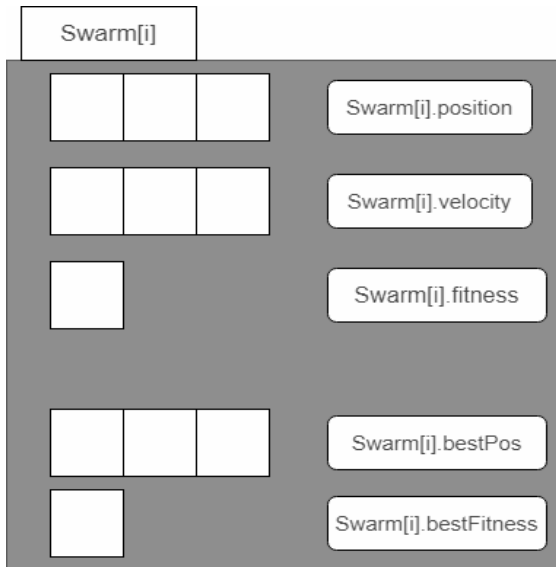 Swarm[i]
Swarm[i].position
Swarm[i].velocity
Swarm[i].fitness
Swarm[i].bestPos
Swarm[i].bestFitness